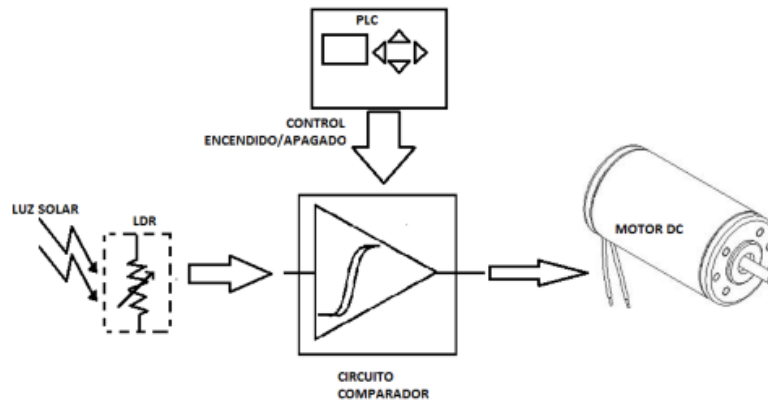 PLC
CONTROL
ENCENDIDO/APAGADO
LUZ SOLAR
LDR
MOTOR DC
CIRCUITO
COMPARADOR